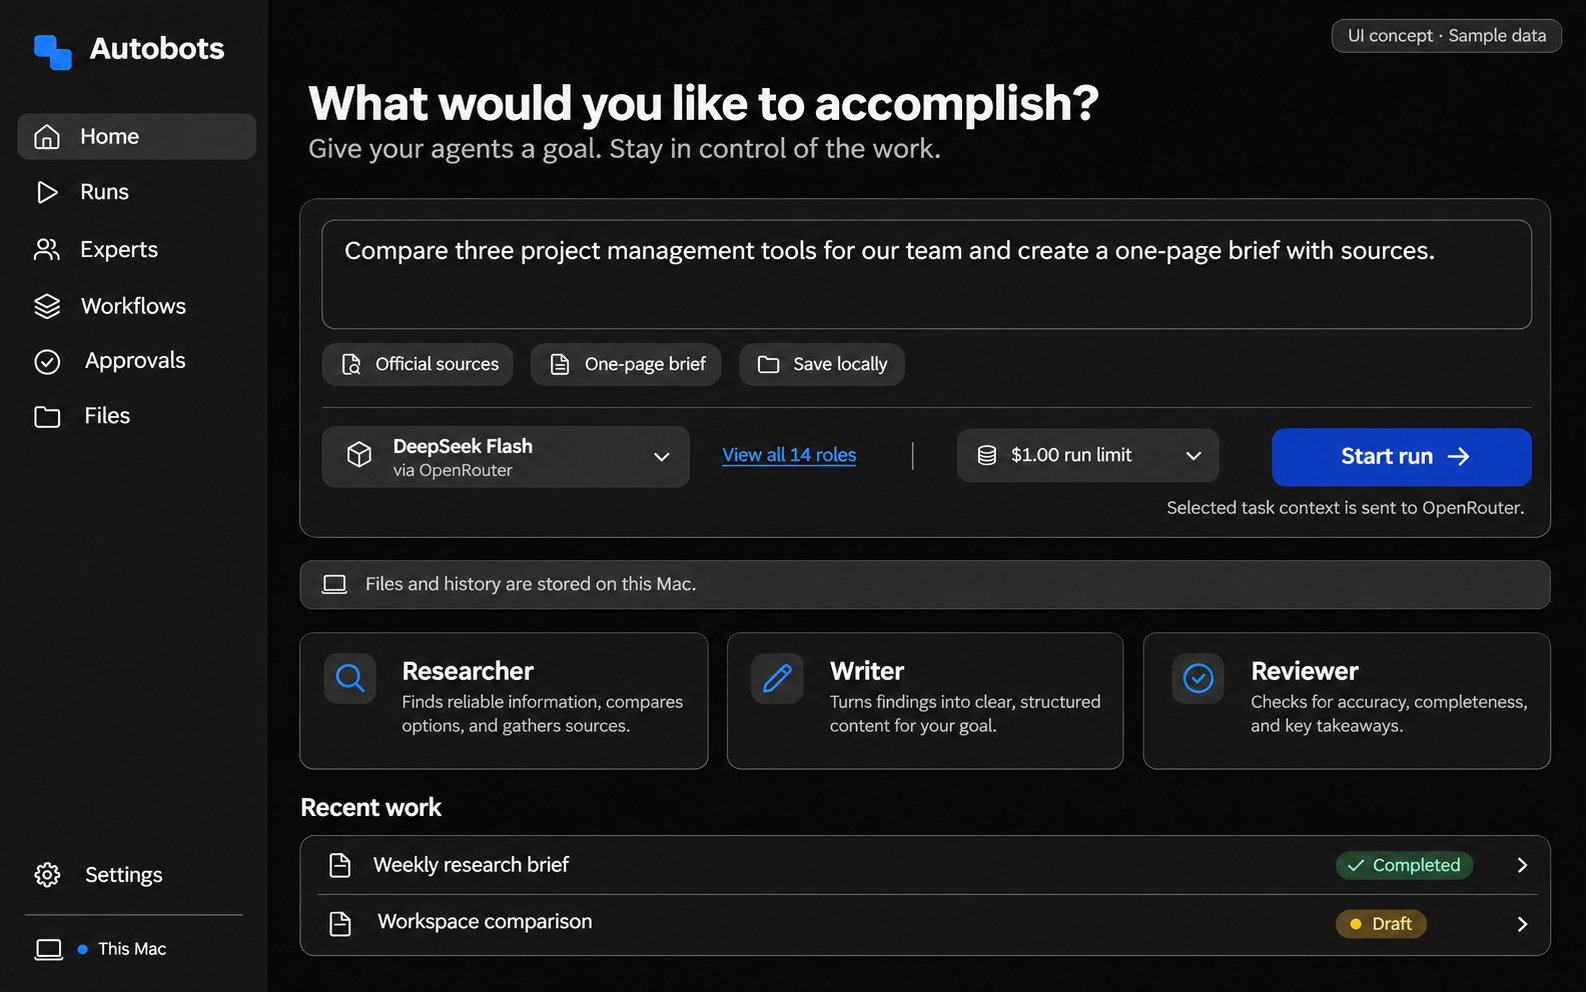 Autobots
UI concept · Sample data
Home
Runs
Experts
Workflows
Approvals
Files
Settings
This Mac
What would you like to accomplish?
Give your agents a goal. Stay in control of the work.
Compare three project management tools for our team and create a one-page brief with sources.
Official sources
One-page brief
Save locally
DeepSeek Flash
via OpenRouter
View all 14 roles
$1.00 run limit
Start run →
Selected task context is sent to OpenRouter.
Files and history are stored on this Mac.
Researcher
Finds reliable information, compares
options, and gathers sources.
Writer
Turns findings into clear, structured
content for your goal.
Reviewer
Checks for accuracy, completeness,
and key takeaways.
Recent work
Weekly research brief
Completed
Workspace comparison
Draft